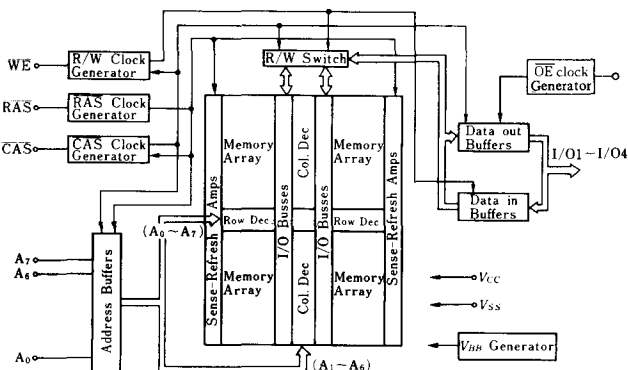 WE
R/W Clock
Generator
RAS
RAS Clock
Generator
CAS
CAS Clock
Generator
R/W Switch
OE clock
Generator
Data out
Buffers
I/O1~I/O4
Data in
Buffers
Sense-Refresh Amps
Memory
Array
Row Dec
Memory
Array
I/O Busses
Col. Dec
Col. Dec
I/O Busses
Memory
Array
Row Dec
Memory
Array
Sense-Refresh Amps
(A₀~A₇)
A₇
A₆
A₀
Address Buffers
(A₁~A₆)
VCC
VSS
VBB Generator